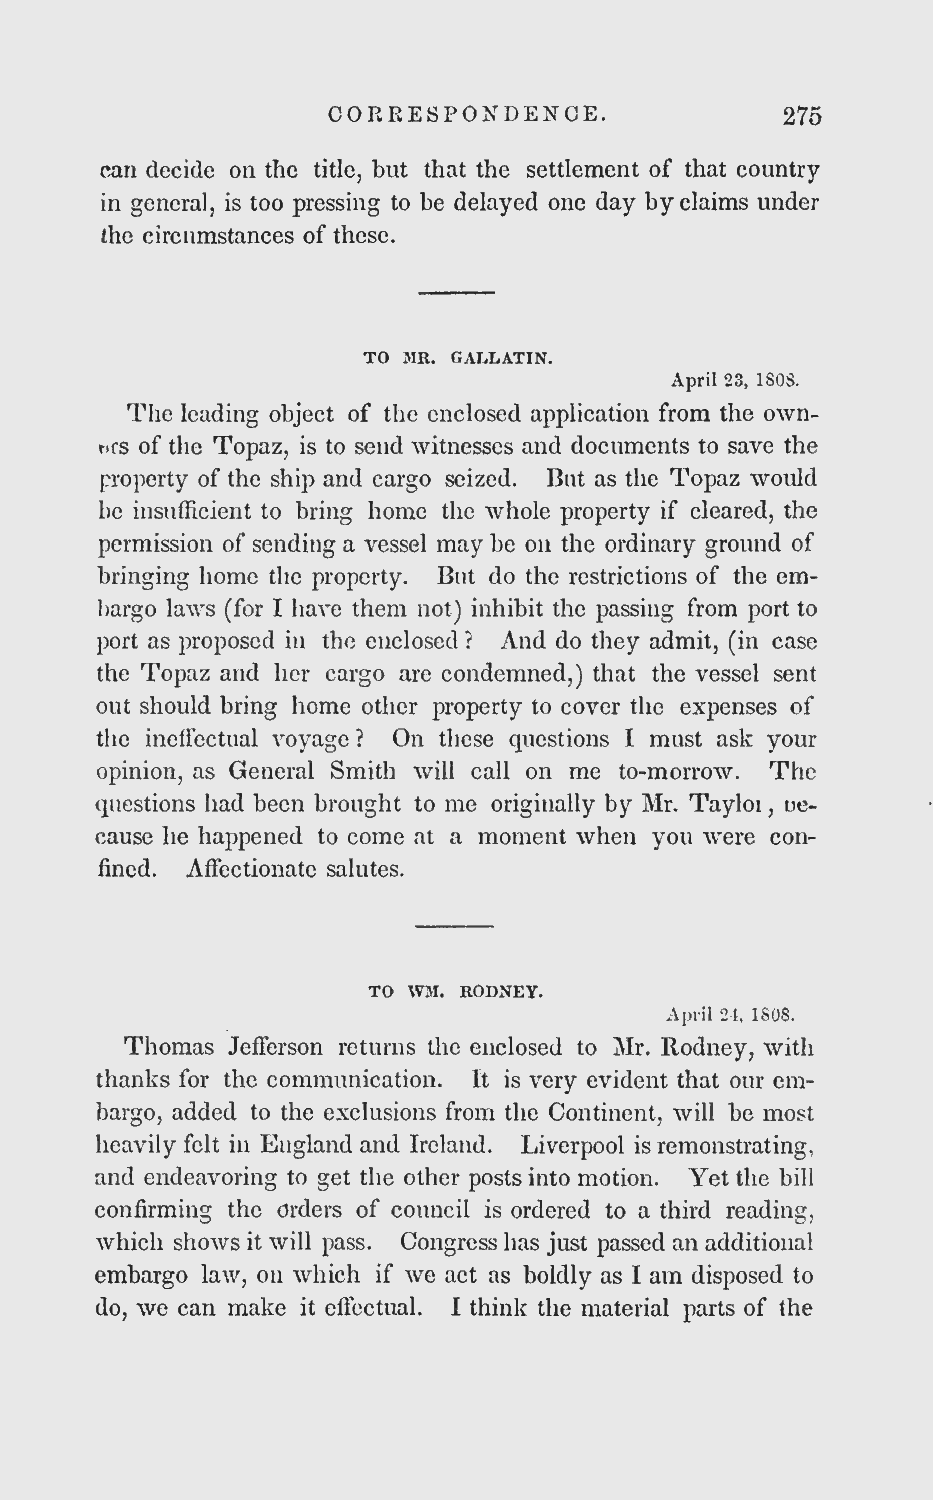 CORRESPONDENCE. 275
can decide on the title, but that the settlement of that country
in general, is too pressing to be delayed one day by claims under
the circumstances of these.
TO MR. GALLATIN.
April 23, 1808.
The leading object of the enclosed application from the own-
ers of the Topaz, is to send witnesses and documents to save the
property of the ship and cargo seized. But as the Topaz would
be insufficient to bring home the whole property if cleared, the
permission of sending a vessel may be on the ordinary ground of
bringing home the property. But do the restrictions of the em-
bargo laws (for I have them not) inhibit the passing from port to
port as proposed in the enclosed? And do they admit, (in case
the Topaz and her cargo are condemned,) that the vessel sent
out should bring home other property to cover the expenses of
the ineffectual voyage? On these questions I must ask your
opinion, as General Smith will call on me to-morrow. The
questions had been brought to me originally by Mr. Taylor, be-
cause he happened to come at a moment when you were con-
fined. Affectionate salutes.
TO WM. RODNEY.
April 24, 1808.
Thomas Jefferson returns the enclosed to Mr. Rodney, with
thanks for the communication. It is very evident that our em-
bargo, added to the exclusions from the Continent, will be most
heavily felt in England and Ireland. Liverpool is remonstrating,
and endeavoring to get the other posts into motion. Yet the bill
confirming the orders of council is ordered to a third reading,
which shows it will pass. Congress has just passed an additional
embargo law, on which if we act as boldly as I am disposed to
do, we can make it effectual. I think the material parts of the